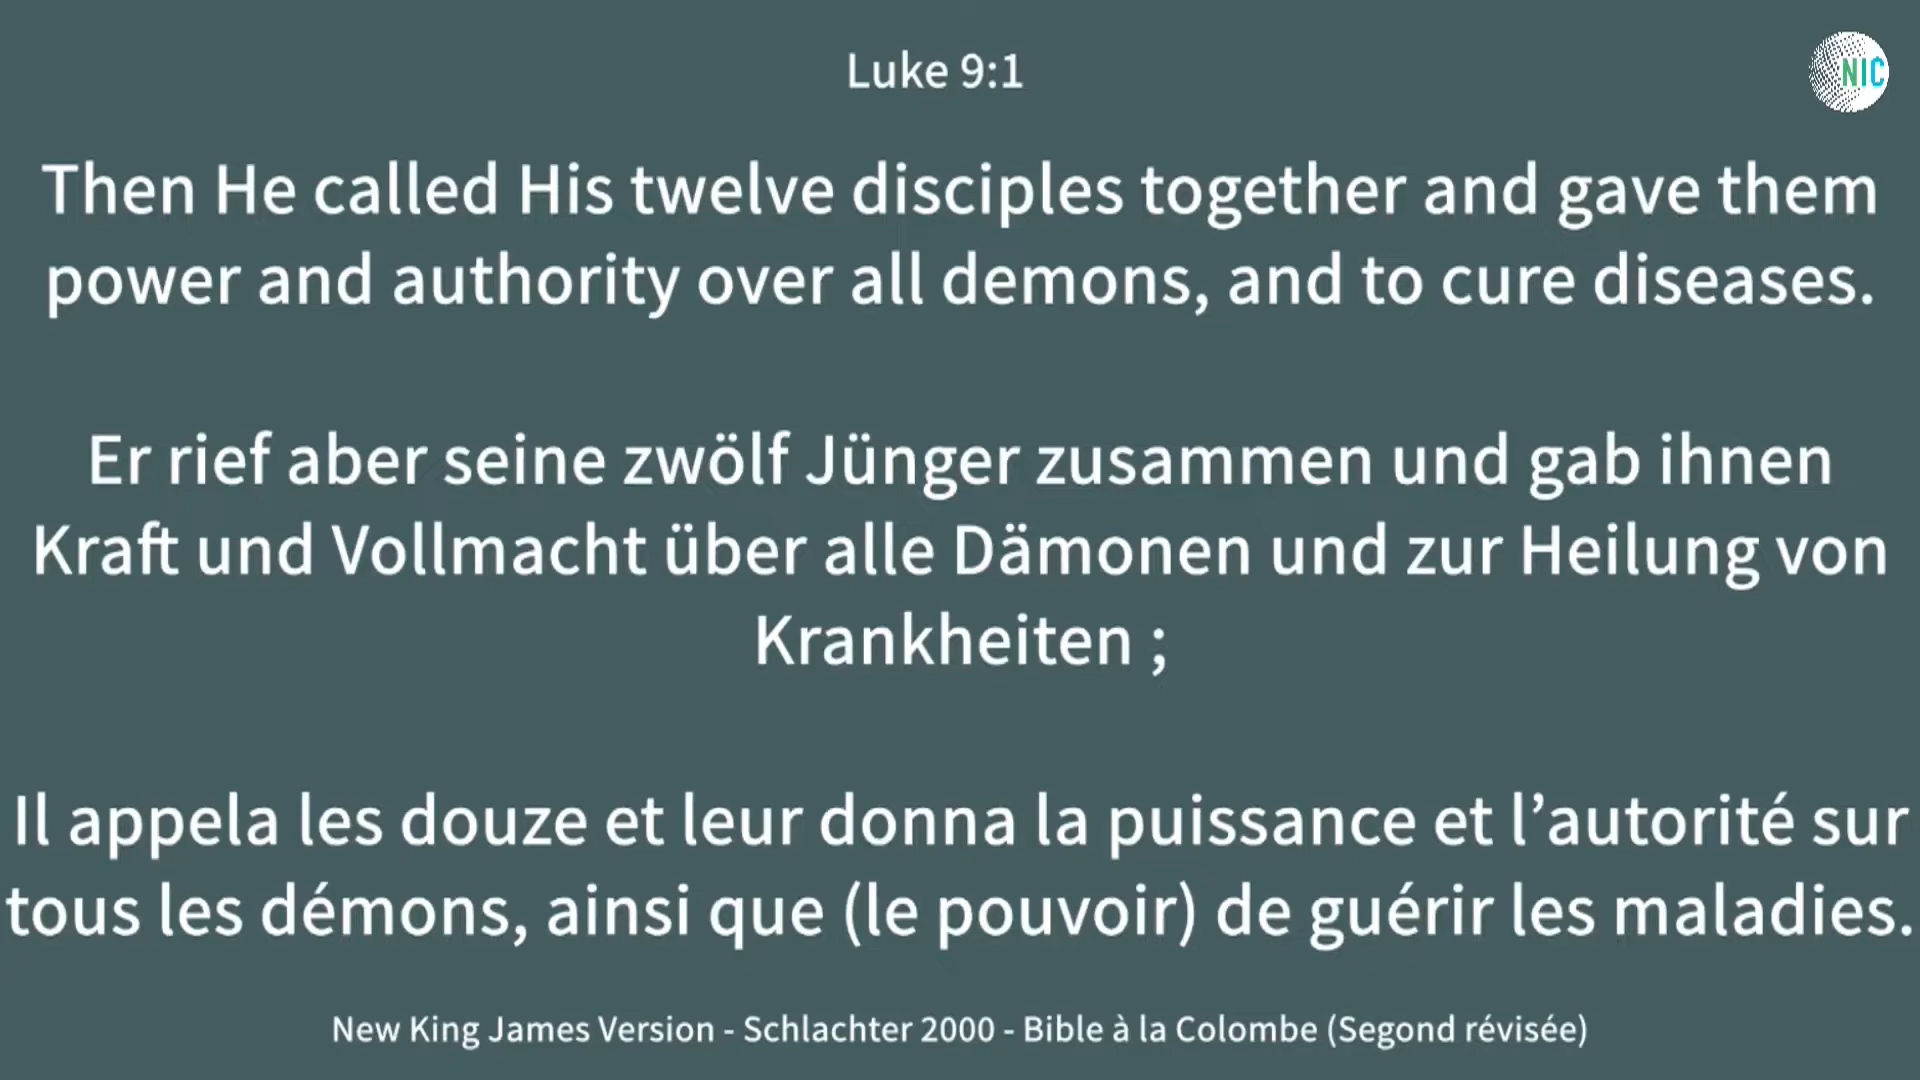 Luke 9:1
NIC
Then He called His twelve disciples together and gave them
power and authority over all demons, and to cure diseases.
Er rief aber seine zwölf Jünger zusammen und gab ihnen
Kraft und Vollmacht über alle Dämonen und zur Heilung von
Krankheiten ;
Il appela les douze et leur donna la puissance et l’autorité sur
tous les démons, ainsi que (le pouvoir) de guérir les maladies.
New King James Version - Schlachter 2000 - Bible à la Colombe (Segond révisée)